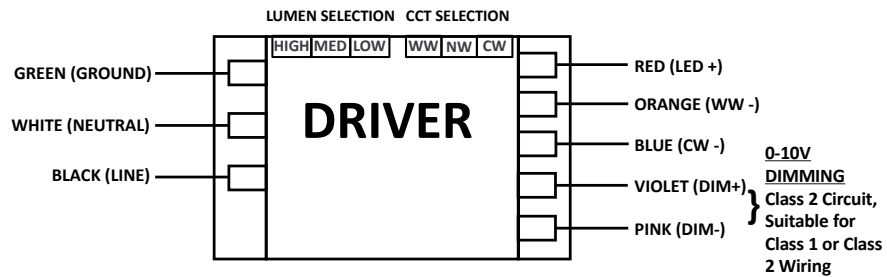 LUMEN SELECTION CCT SELECTION
HIGH MED LOW WW NW CW
GREEN (GROUND)
WHITE (NEUTRAL)
BLACK (LINE)
DRIVER
RED (LED +)
ORANGE (WW -)
BLUE (CW -)
VIOLET (DIM+)
PINK (DIM-)
}
0-10V
DIMMING
Class 2 Circuit,
Suitable for
Class 1 or Class
2 Wiring